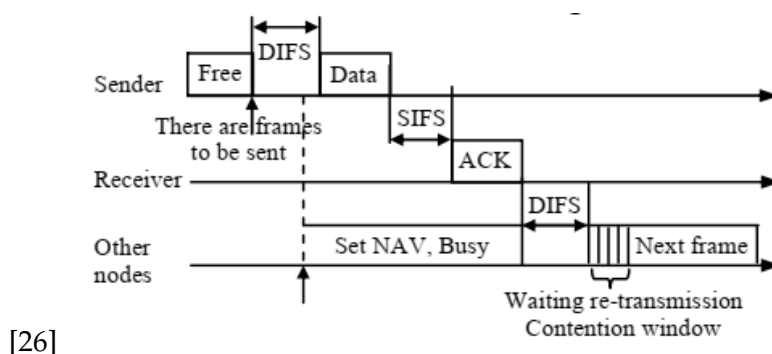 DIFS
Free
Data
Sender
SIFS
There are frames
to be sent
ACK
Receiver
DIFS
Other
nodes
Set NAV, Busy
Next frame
Waiting re-transmission
Contention window
[26]